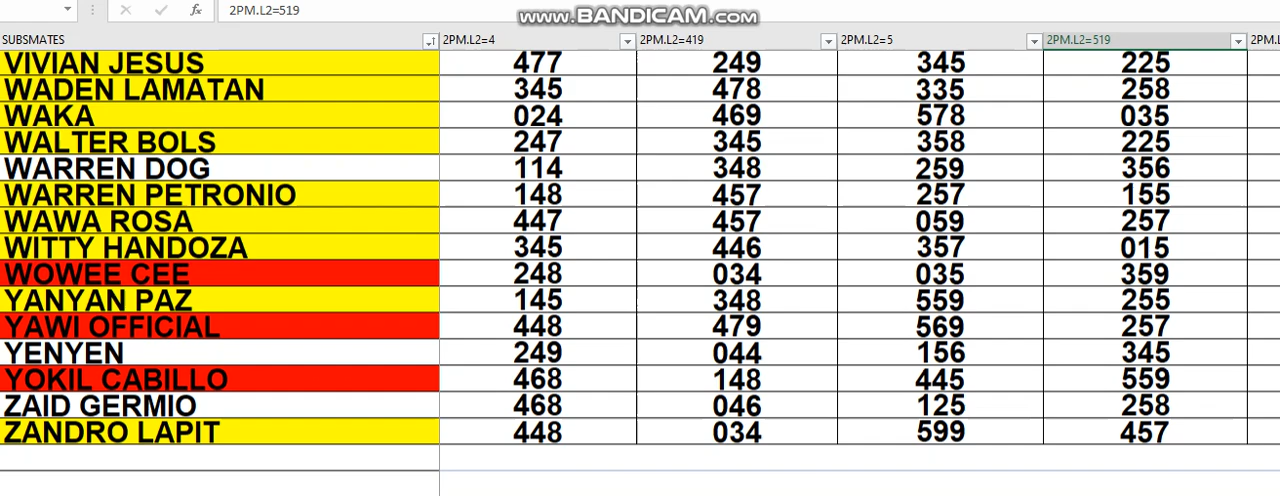 2PM.L2=519
www.BANDICAM.com
SUBSMATES 2PM.L2=4 2PM.L2=419 2PM.L2=5 2PM.L2=519 2PM.L
VIVIAN JESUS 477 249 345 225
WADEN LAMATAN 345 478 335 258
WAKA 024 469 578 035
WALTER BOLS 247 345 358 225
WARREN DOG 114 348 259 356
WARREN PETRONIO 148 457 257 155
WAWA ROSA 447 457 059 257
WITTY HANDOZA 345 446 357 015
WOWEE CEE 248 034 035 359
YANYAN PAZ 145 348 559 255
YAWI OFFICIAL 448 479 569 257
YENYEN 249 044 156 345
YOKIL CABILLO 468 148 445 559
ZAID GERMIO 468 046 125 258
ZANDRO LAPIT 448 034 599 457